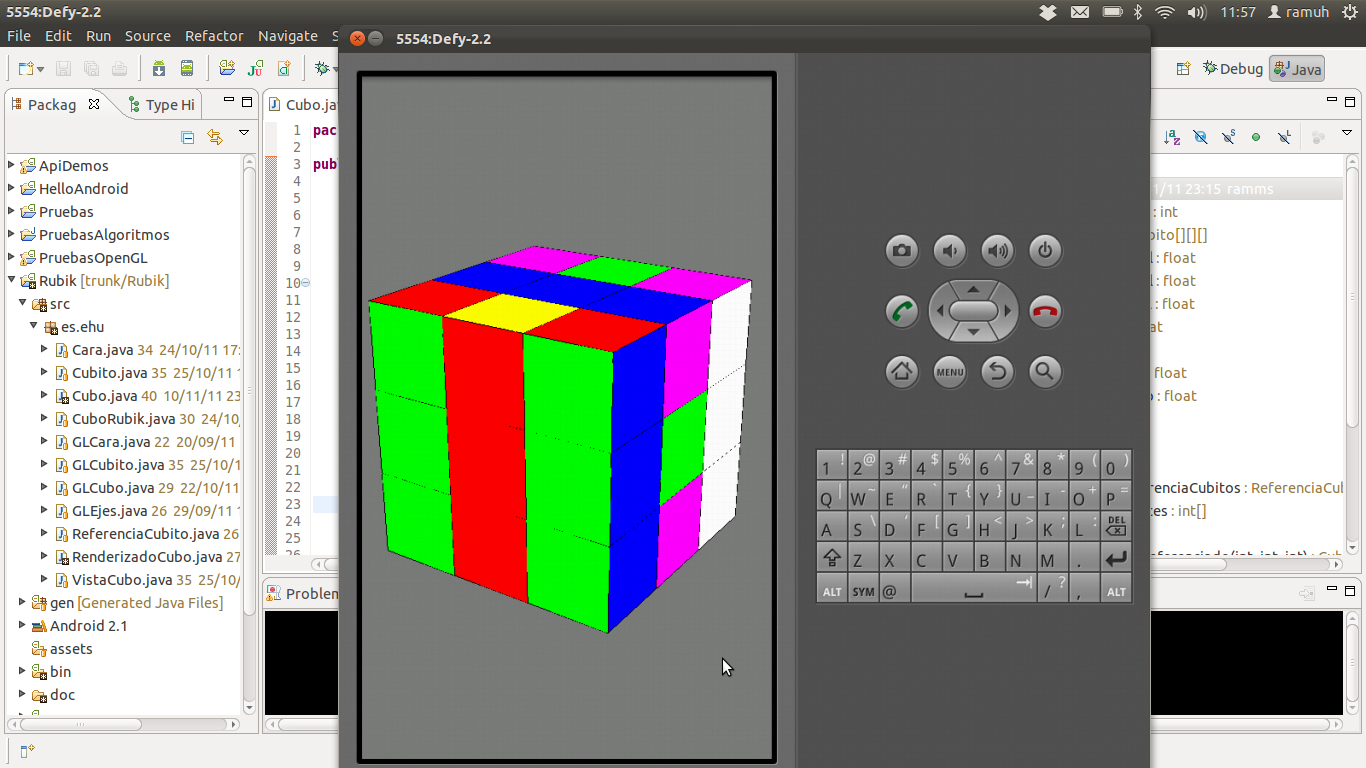 5554:Defy-2.2
11:57 ramuh
File Edit Run Source Refactor Navigate S
5554:Defy-2.2
Debug Java
Packag Type Hi
Cubo.ja
1 pac
2
3 publ
4
5
6
7
8
9
10
11
12
13
14
15
16
17
18
19
20
21
22
23
24
25
26
ApiDemos
HelloAndroid
Pruebas
PruebasAlgoritmos
PruebasOpenGL
Rubik [trunk/Rubik]
src
es.ehu
Cara.java 34 24/10/11 17:
Cubito.java 35 25/10/11 1
Cubo.java 40 10/11/11 23
CuboRubik.java 30 24/10,
GLCara.java 22 20/09/11
GLCubito.java 35 25/10/1
GLCubo.java 29 22/10/11
GLEjes.java 26 29/09/11 1
ReferenciaCubito.java 26
RenderizadoCubo.java 27
VistaCubo.java 35 25/10/
gen [Generated Java Files]
Android 2.1
assets
bin
doc
Problem
1/11 23:15 ramms
: int
bito[][][]
l : float
l : float
l : float
at
: float
o : float
renciaCubitos : ReferenciaCul
ces : int[]
MENU
1 ! 2 @ 3 # 4 $ 5 % 6 ^ 7 & 8 * 9 ( 0 )
Q | W ~ E “ R ` T { Y } U _ I - O + P =
A S \ D ‘ F [ G ] H < J > K ; L : DEL
Z X C V B N M .
ALT SYM @ / ? , ALT